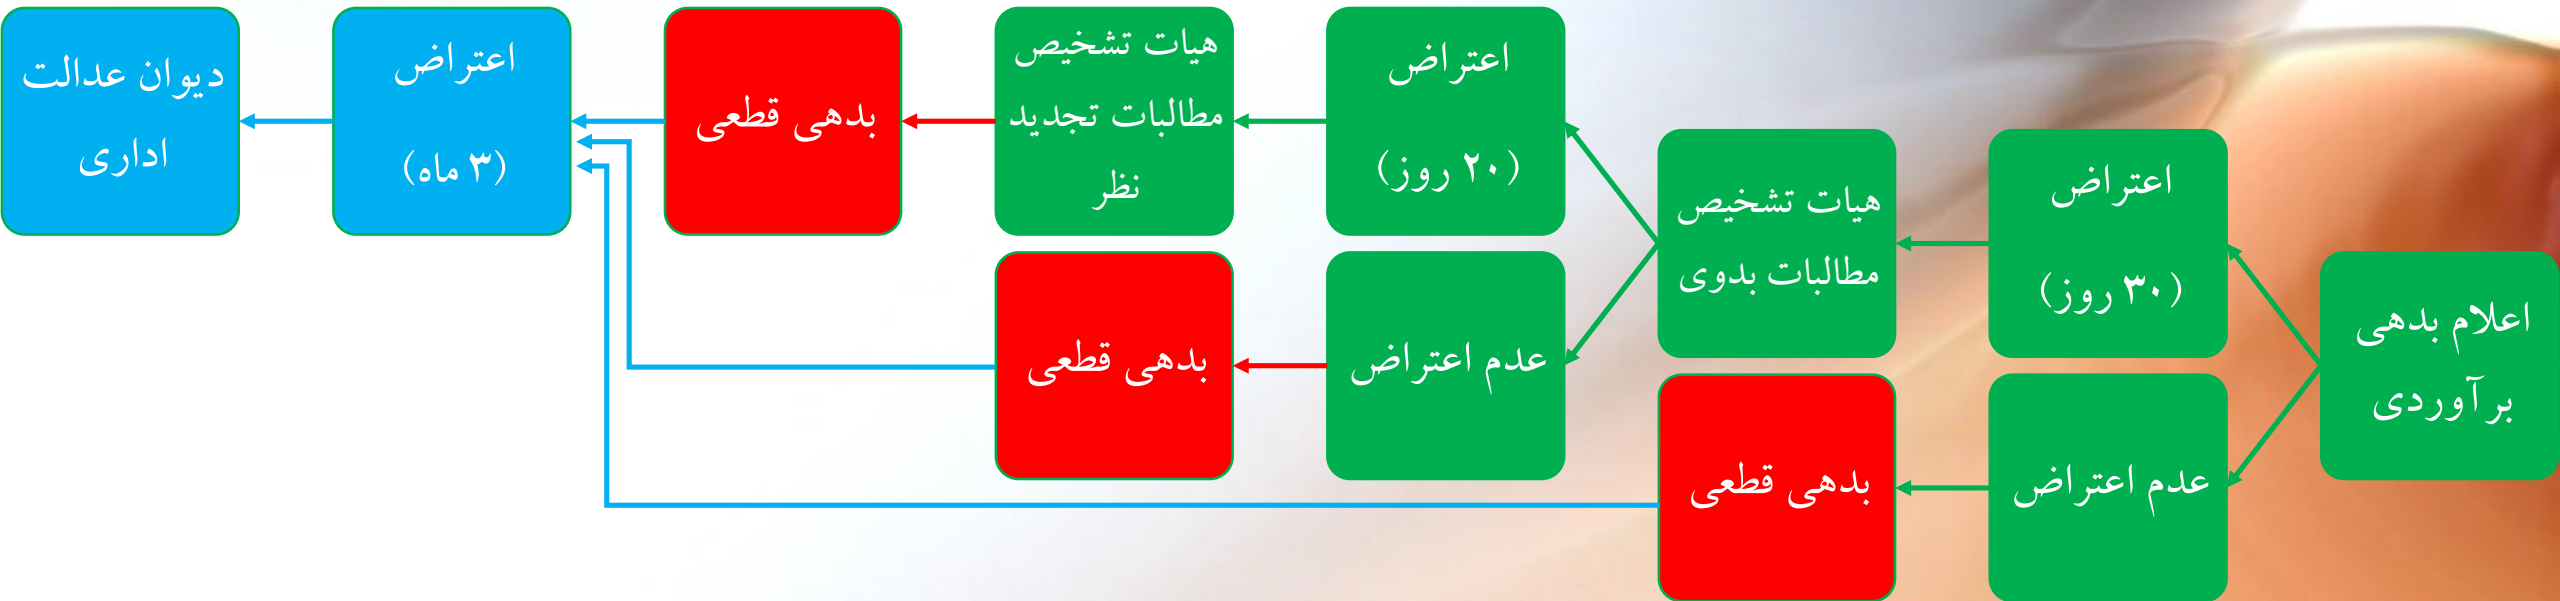 اعلام بدهی
برآوردی
اعتراض
(۳۰ روز)
عدم اعتراض
هیات تشخیص
مطالبات بدوی
بدهی قطعی
اعتراض
(۲۰ روز)
عدم اعتراض
هیات تشخیص
مطالبات تجدید
نظر
بدهی قطعی
بدهی قطعی
اعتراض
(۳ ماه)
دیوان عدالت
اداری